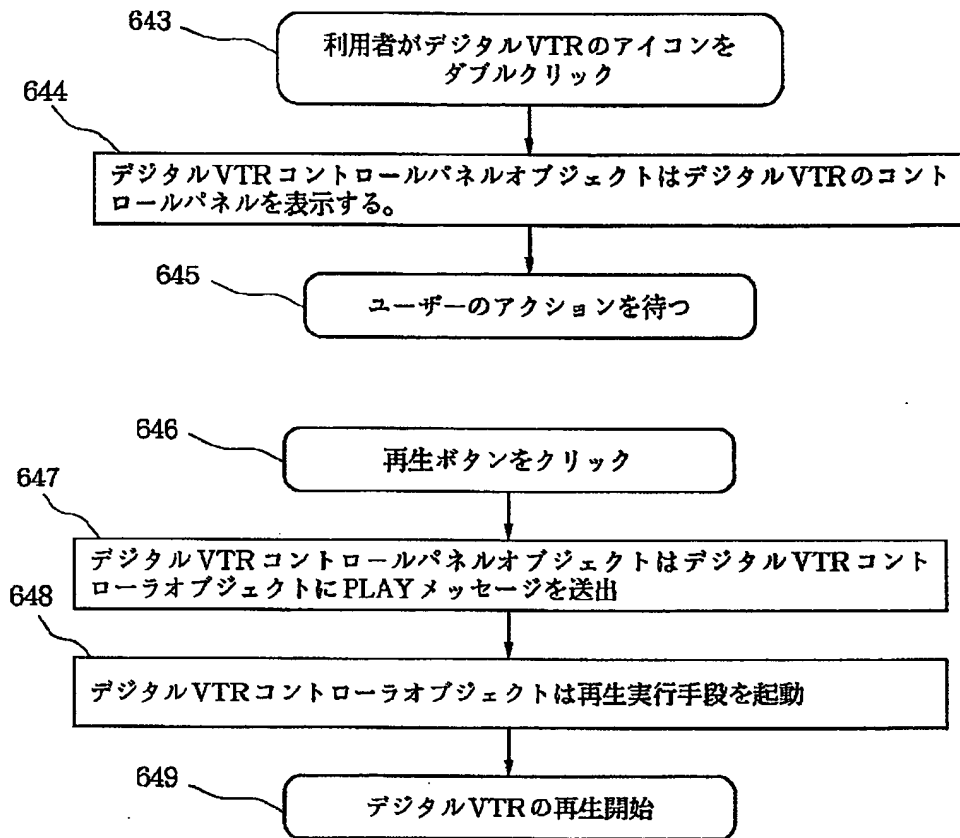 643
利用者がデジタルVTRのアイコンを
ダブルクリック
644
デジタルVTRコントロールパネルオブジェクトはデジタルVTRのコント
ロールパネルを表示する。
645
ユーザーのアクションを待つ
646
再生ボタンをクリック
647
デジタルVTRコントロールパネルオブジェクトはデジタルVTRコント
ローラオブジェクトにPLAYメッセージを送出
648
デジタルVTRコントローラオブジェクトは再生実行手段を起動
649
デジタルVTRの再生開始